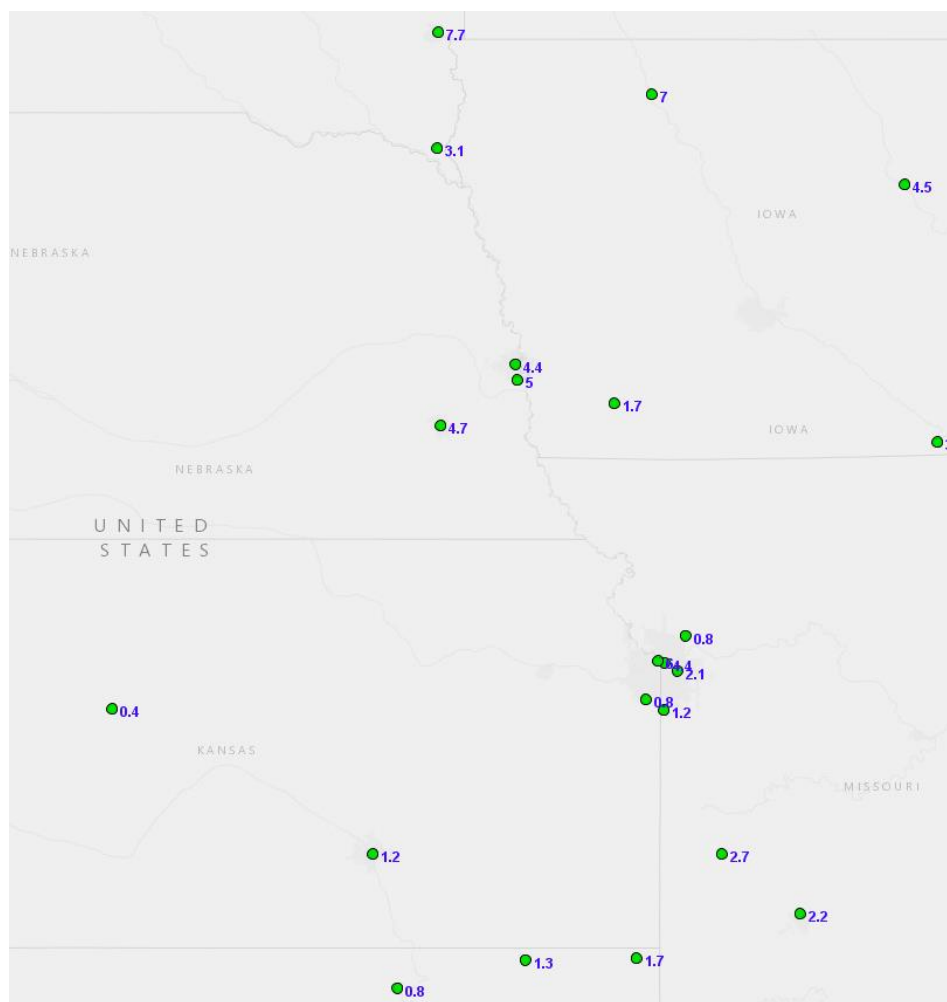 7.7
7
3.1
4.5
IOWA
NEBRASKA
4.4
5
1.7
4.7
IOWA
NEBRASKA
UNITED
STATES
0.8
2.1
0.8
1.2
0.4
KANSAS
MISSOURI
1.2
2.7
2.2
1.3
1.7
0.8